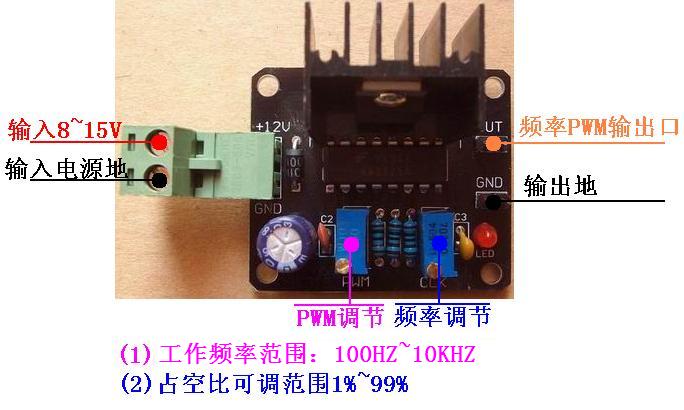 输入8~15V
+12V
UT
频率PWM输出口
输入电源地
GND
输出地
GND
C2
C3
LED
PWM
CLK
PWM调节
频率调节
(1)工作频率范围：100HZ~10KHZ
(2)占空比可调范围1%~99%